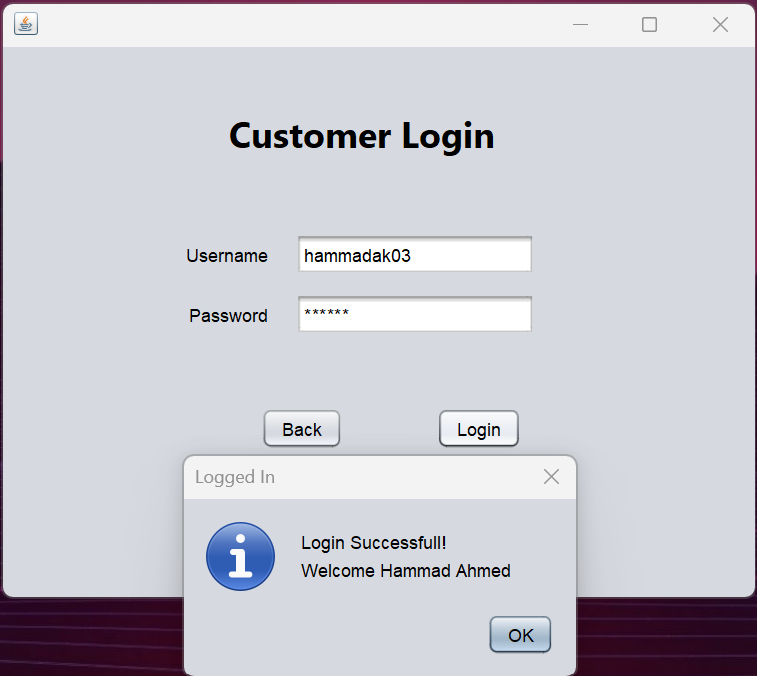 Customer Login
Username hammadak03
Password ******
Back Login
Logged In
Login Successfull!
Welcome Hammad Ahmed
OK